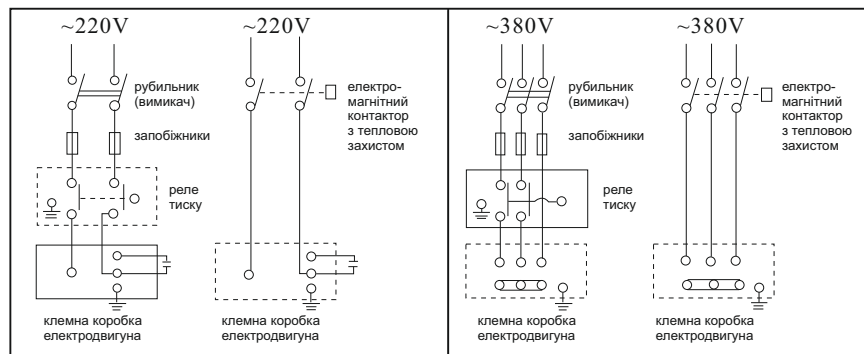 ~220V
~220V
рубильник
(вимикач)
електро-
магнітний
контактор
з тепловою
захистом
запобіжники
реле
тиску
клемна коробка
електродвигуна
клемна коробка
електродвигуна
~380V
~380V
рубильник
(вимикач)
електро-
магнітний
контактор
з тепловою
захистом
запобіжники
реле
тиску
клемна коробка
електродвигуна
клемна коробка
електродвигуна